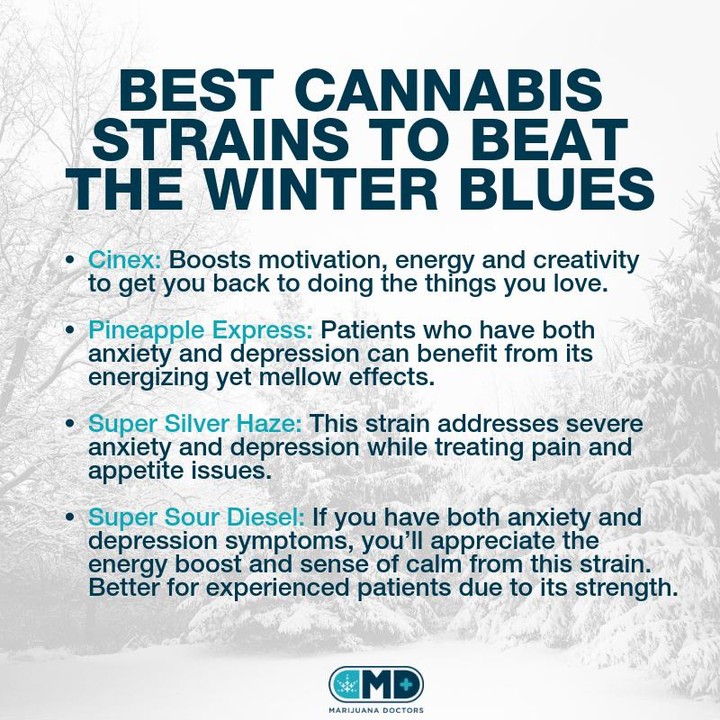 BEST CANNABIS
STRAINS TO BEAT
THE WINTER BLUES
• Cinex: Boosts motivation, energy and creativity
to get you back to doing the things you love.
• Pineapple Express: Patients who have both
anxiety and depression can benefit from its
energizing yet mellow effects.
• Super Silver Haze: This strain addresses severe
anxiety and depression while treating pain and
appetite issues.
• Super Sour Diesel: If you have both anxiety and
depression symptoms, you'll appreciate the
energy boost and sense of calm from this strain.
Better for experienced patients due to its strength.
MD
MARIJUANA DOCTORS